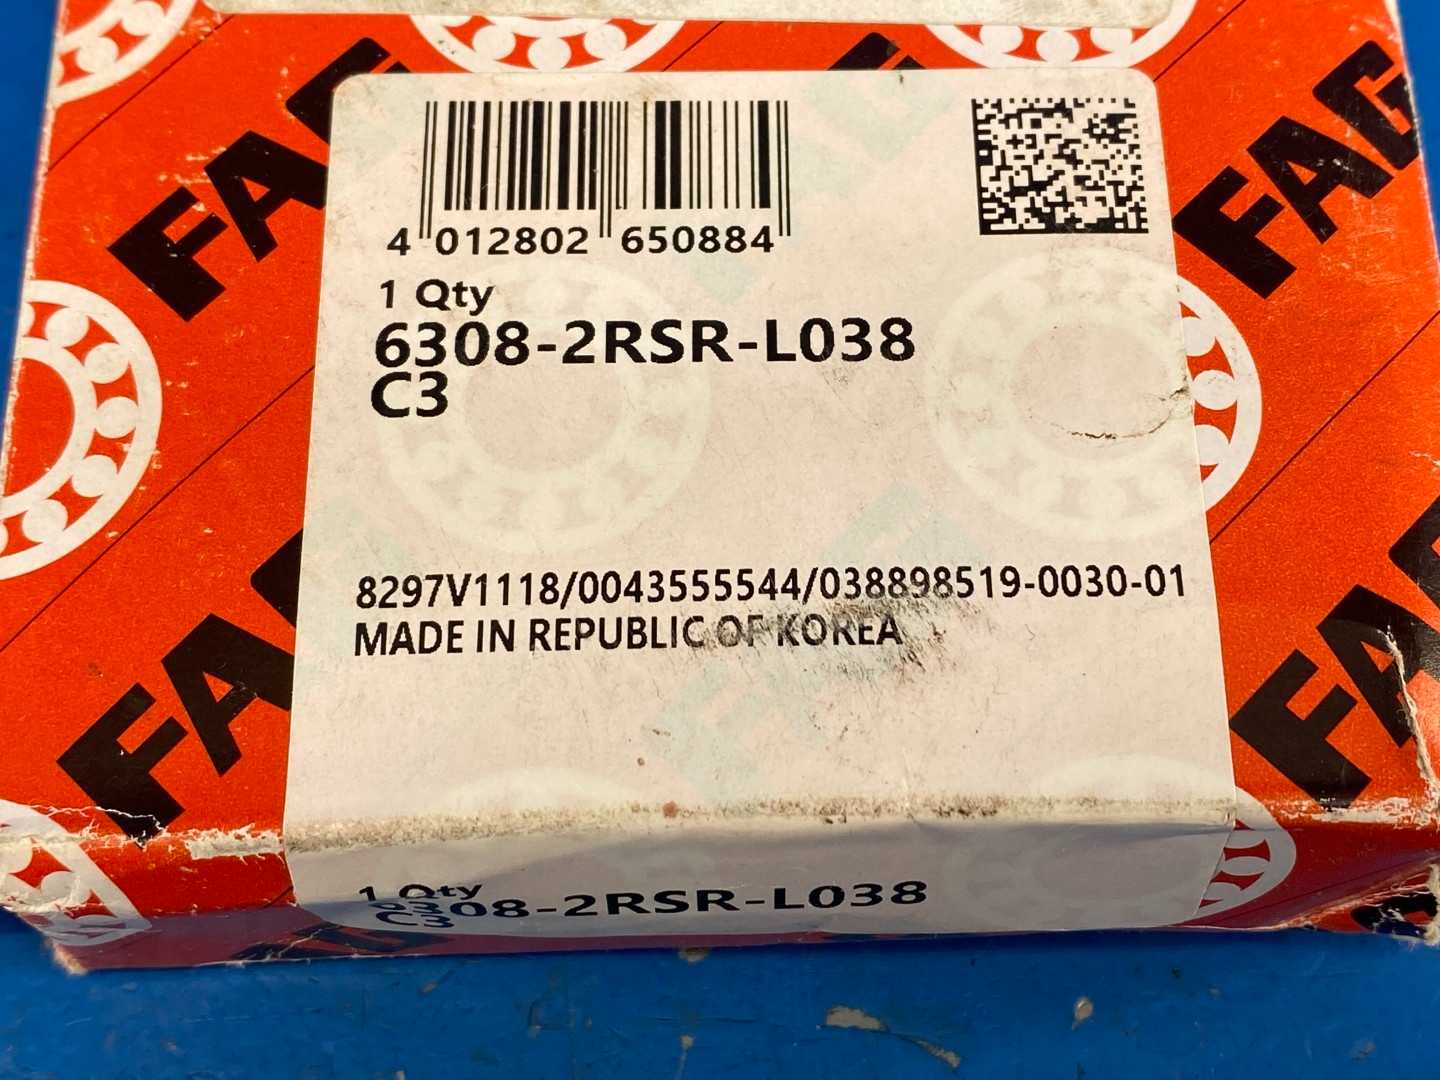 FAG
FAG
FAG
4 012802 650884
1 Qty
6308-2RSR-L038
C3
8297V1118/0043555544/038898519-0030-01
MADE IN REPUBLIC OF KOREA
FAG
FAG
1 Qty
6308-2RSR-L038
C3